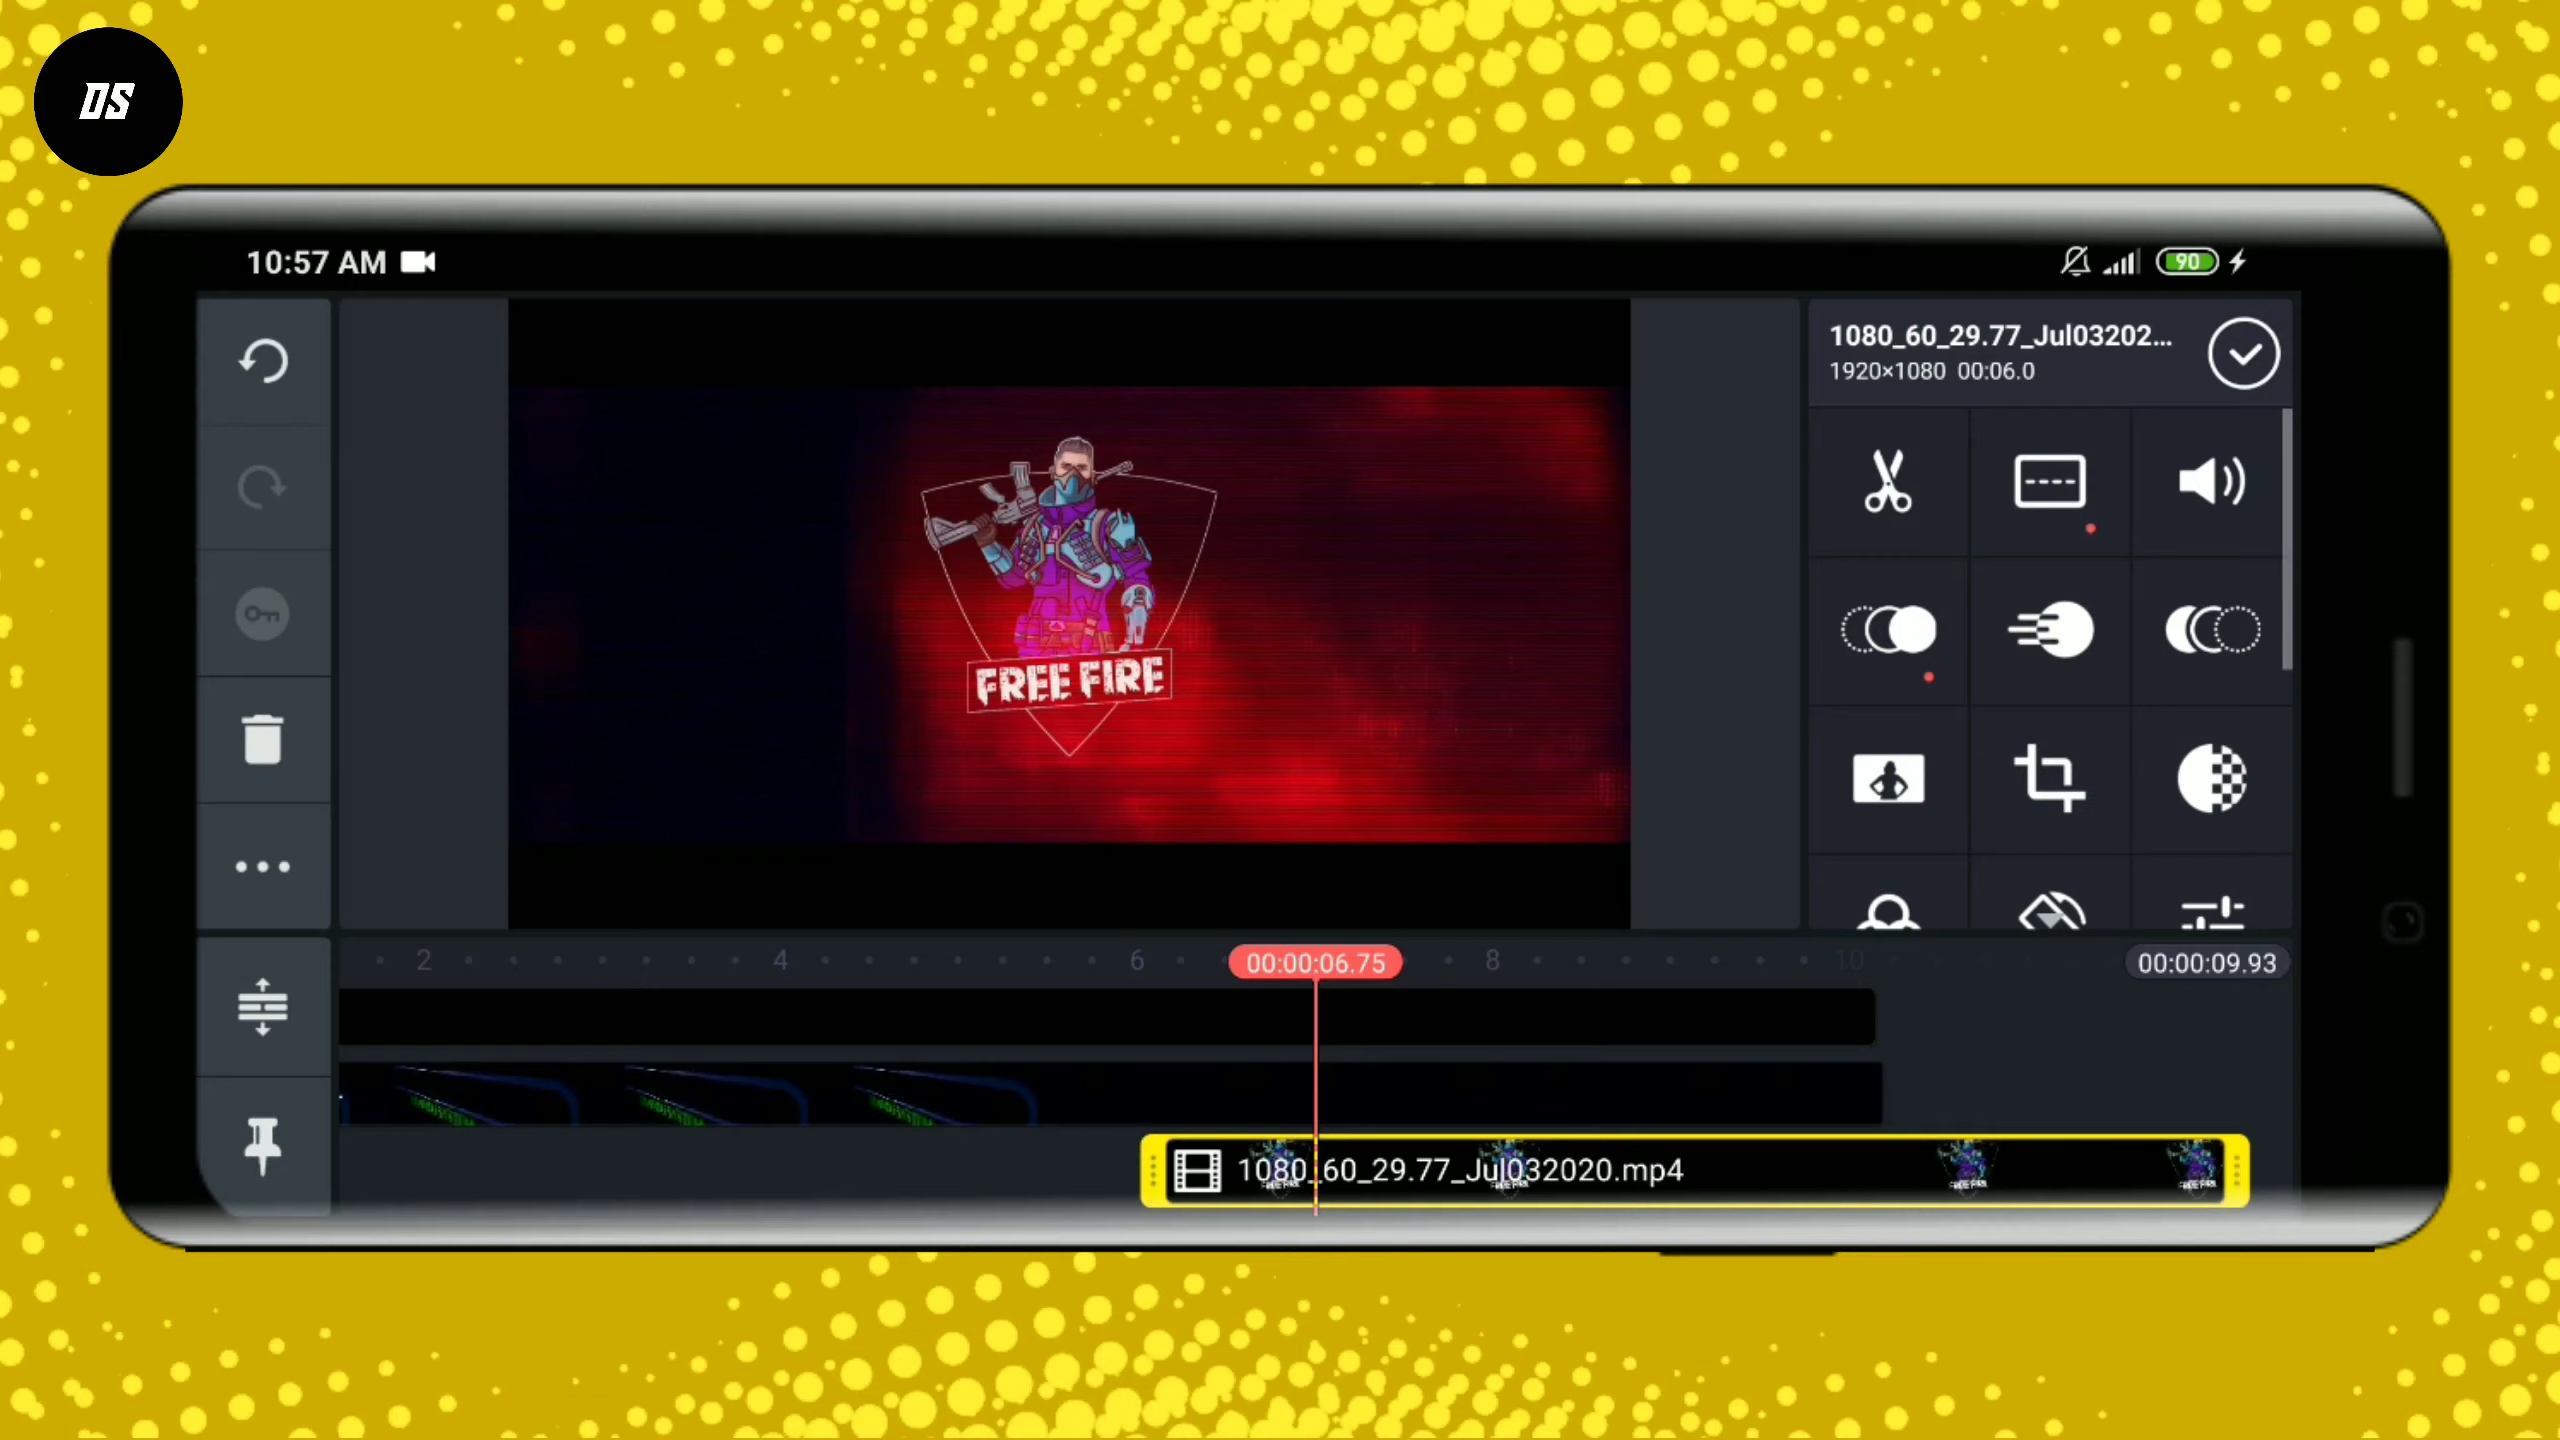 DS
10:57 AM
90
1080_60_29.77_Jul03202...
1920×1080 00:06.0
FREE FIRE
2 4 6 00:00:06.75 8 10 00:00:09.93
1080_60_29.77_Jul032020.mp4